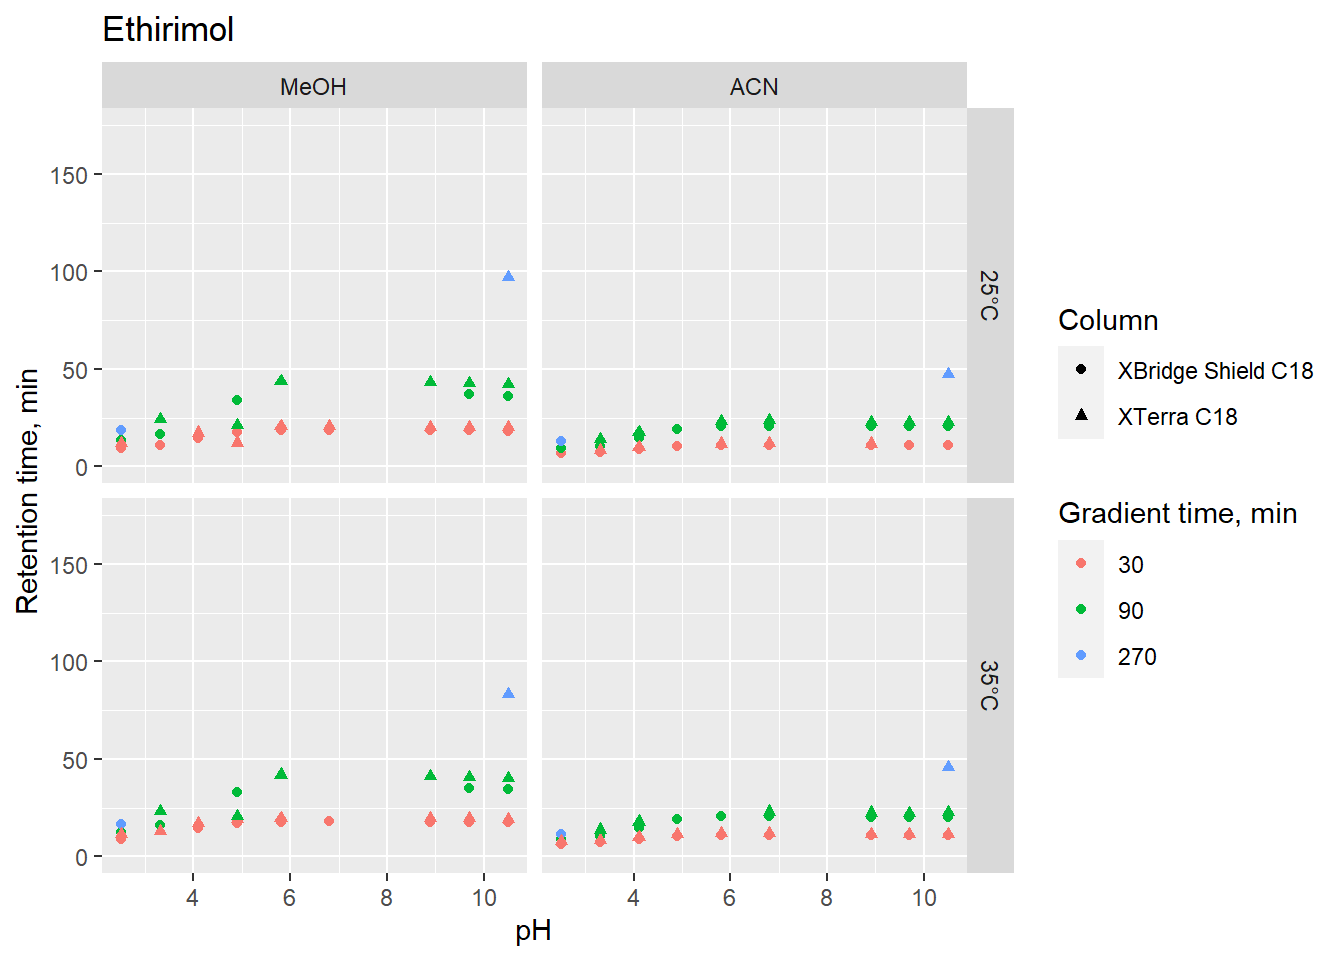 Ethirimol
MeOH
ACN
150
100
50
0
25°C
150
100
50
0
35°C
4
6
8
10
4
6
8
10
pH
Retention time, min
Column
XBridge Shield C18
XTerra C18
Gradient time, min
30
90
270